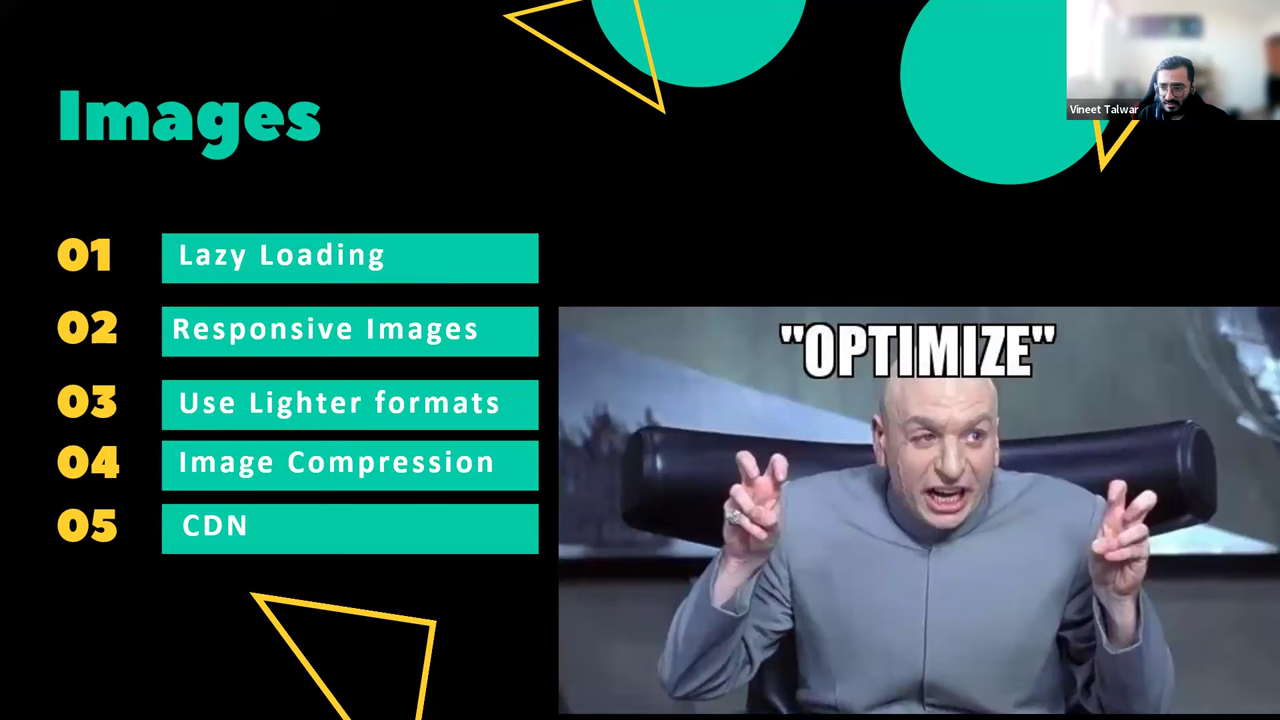 Images
Vineet Talwar
01 Lazy Loading
02 Responsive Images
03 Use Lighter formats
04 Image Compression
05 CDN
"OPTIMIZE"